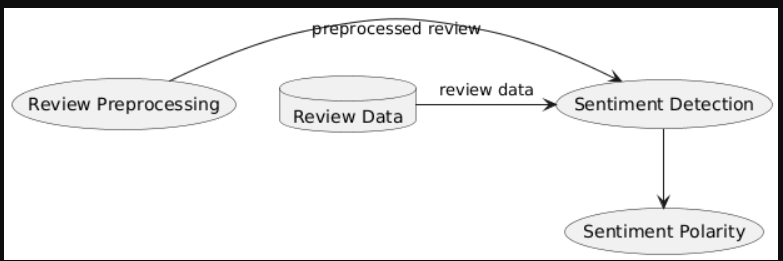 preprocessed review
Review Preprocessing
Review Data
review data
Sentiment Detection
Sentiment Polarity